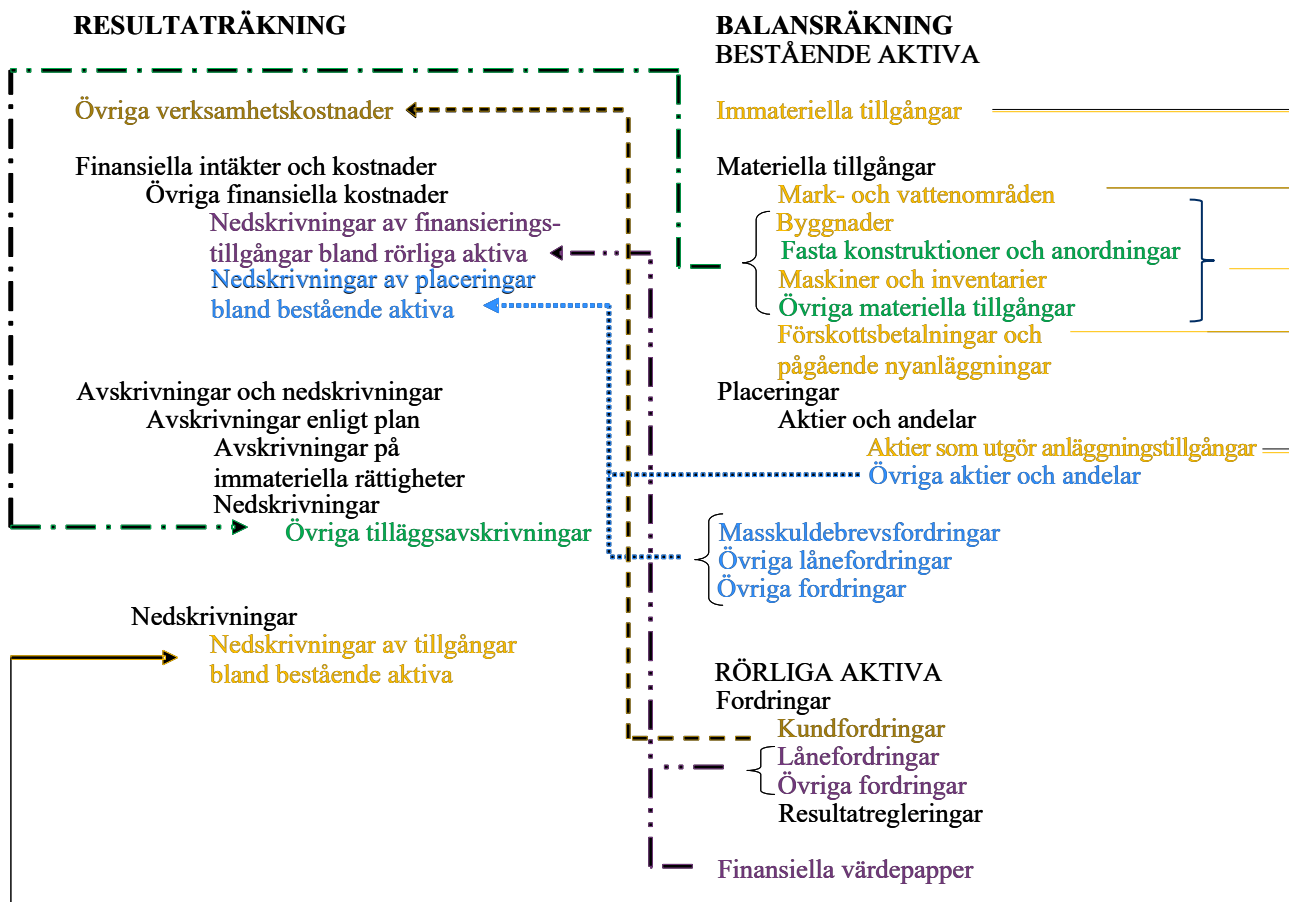 RESULTATRÄKNING
Övriga verksamhetskostnader
Finansiella intäkter och kostnader
Övriga finansiella kostnader
Nedskrivningar av finansierings-
tillgångar bland rörliga aktiva
Nedskrivningar av placeringar
bland bestående aktiva
Avskrivningar och nedskrivningar
Avskrivningar enligt plan
Avskrivningar på
immateriella rättigheter
Nedskrivningar
Övriga tilläggsavskrivningar
Nedskrivningar
Nedskrivningar av tillgångar
bland bestående aktiva
BALANSRÄKNING
BESTÅENDE AKTIVA
Immateriella tillgångar
Materiella tillgångar
Mark- och vattenområden
Byggnader
Fasta konstruktioner och anordningar
Maskiner och inventarier
Övriga materiella tillgångar
Förskottsbetalningar och
pågående nyanläggningar
Placeringar
Aktier och andelar
Aktier som utgör anläggningstillgångar
Övriga aktier och andelar
Masskuldebrevsfordringar
Övriga lånefordringar
Övriga fordringar
RÖRLIGA AKTIVA
Fordringar
Kundfordringar
Lånefordringar
Övriga fordringar
Resultatregleringar
Finansiella värdepapper